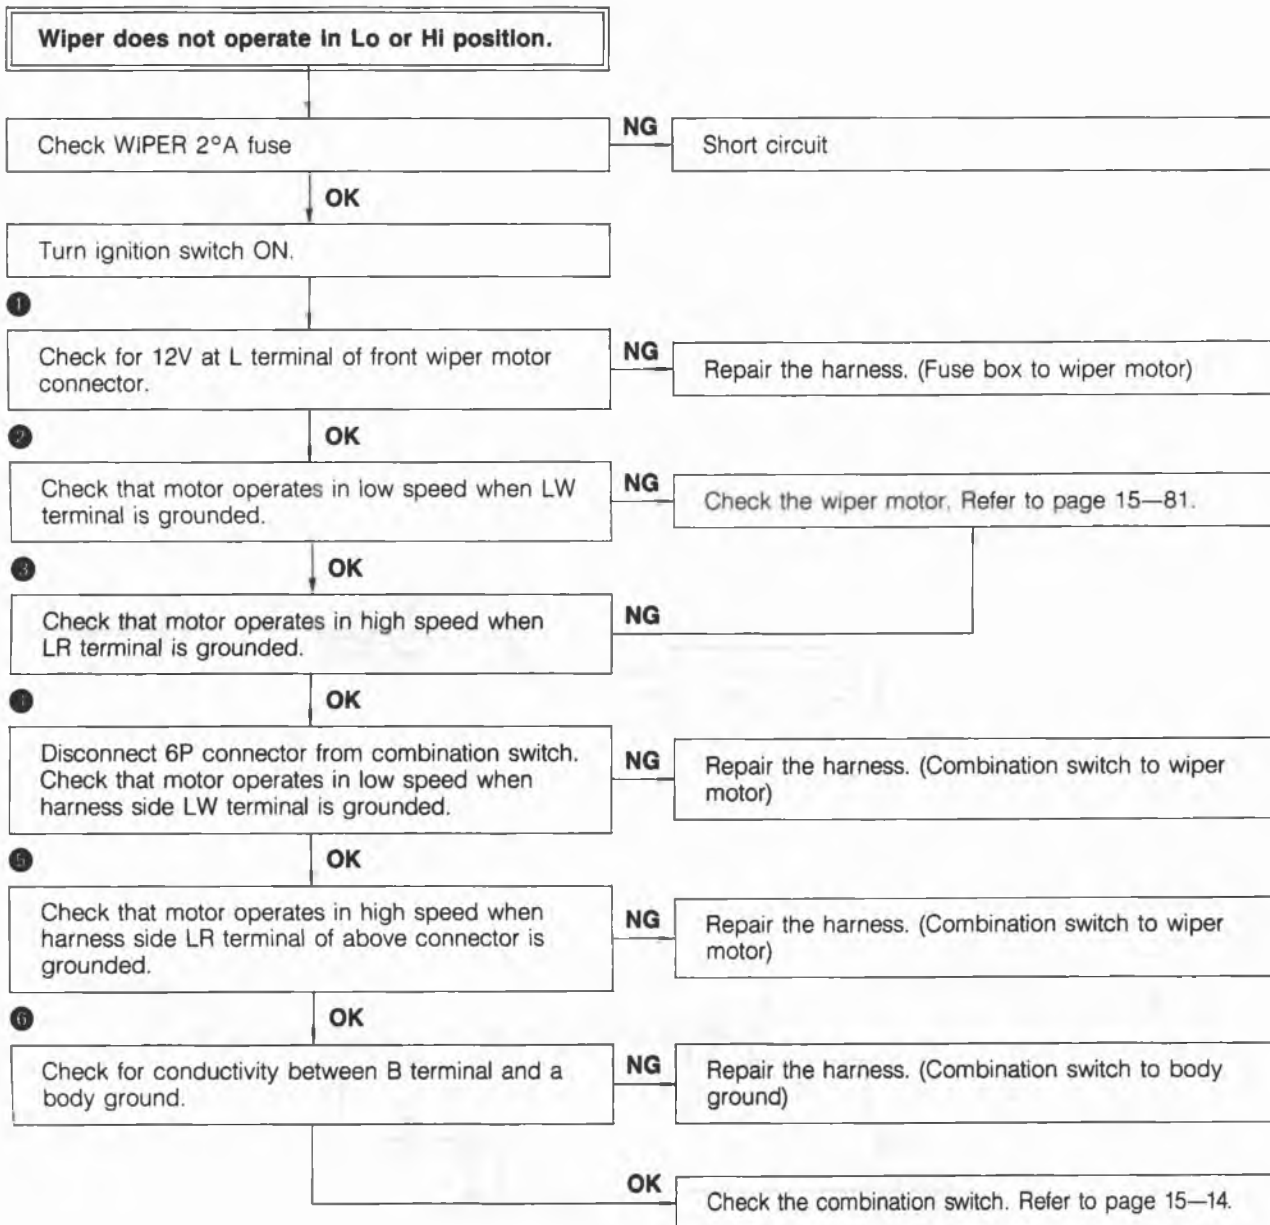 Wiper does not operate in Lo or Hi position.
Check WIPER 2°A fuse
NG
Short circuit
OK
Turn ignition switch ON.
1
Check for 12V at L terminal of front wiper motor
connector.
NG
Repair the harness. (Fuse box to wiper motor)
2
OK
Check that motor operates in low speed when LW
terminal is grounded.
NG
Check the wiper motor. Refer to page 15—81.
3
OK
Check that motor operates in high speed when
LR terminal is grounded.
NG
OK
Disconnect 6P connector from combination switch.
Check that motor operates in low speed when
harness side LW terminal is grounded.
NG
Repair the harness. (Combination switch to wiper
motor)
5
OK
Check that motor operates in high speed when
harness side LR terminal of above connector is
grounded.
NG
Repair the harness. (Combination switch to wiper
motor)
6
OK
Check for conductivity between B terminal and a
body ground.
NG
Repair the harness. (Combination switch to body
ground)
OK
Check the combination switch. Refer to page 15—14.